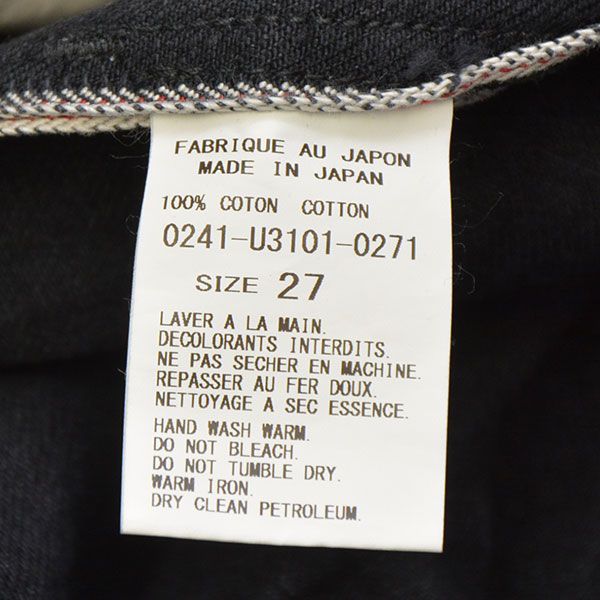 FABRIQUE AU JAPON
MADE IN JAPAN
100% COTON COTTON
0241-U3101-0271
SIZE 27
LAVER A LA MAIN.
DECOLORANTS INTERDITS.
NE PAS SECHER EN MACHINE.
REPASSER AU FER DOUX.
NETTOYAGE A SEC ESSENCE.
HAND WASH WARM.
DO NOT BLEACH.
DO NOT TUMBLE DRY.
WARM IRON.
DRY CLEAN PETROLEUM.